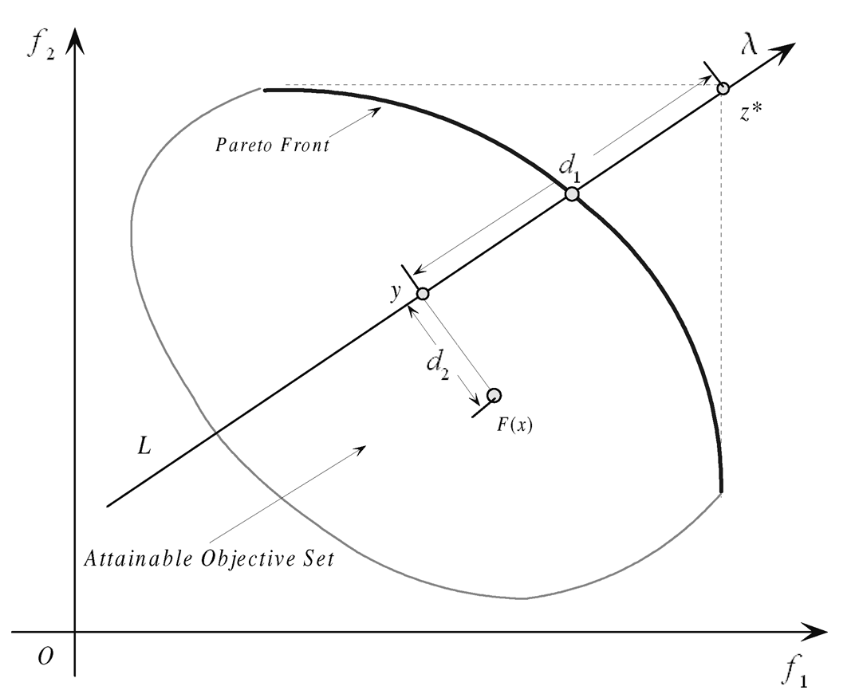 f₂
λ
z*
Pareto Front
d₁
y
d₂
F(x)
L
Attainable Objective Set
O
f₁